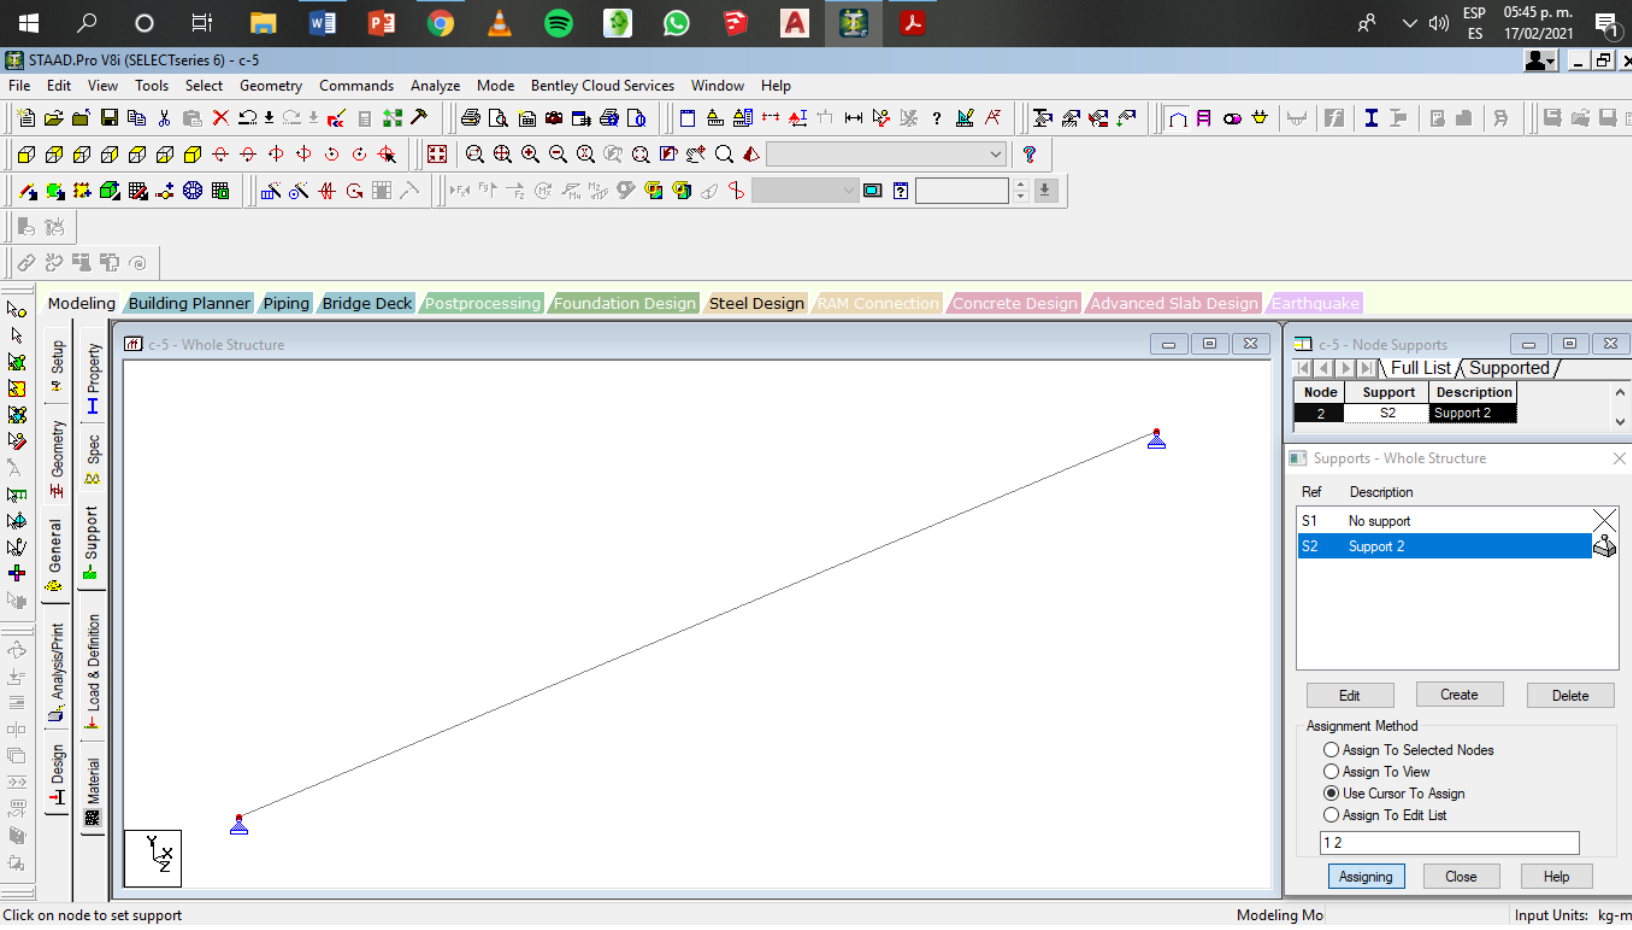 ESP
ES
05:45 p. m.
17/02/2021
1
STAAD.Pro V8i (SELECTseries 6) - c-5
File Edit View Tools Select Geometry Commands Analyze Mode Bentley Cloud Services Window Help
Modeling Building Planner Piping Bridge Deck Postprocessing Foundation Design Steel Design RAM Connection Concrete Design Advanced Slab Design Earthquake
Setup
Geometry
General
Analysis/Print
Design
Property
Spec
Support
Load & Definition
Material
c-5 - Whole Structure
Y
X
Z
c-5 - Node Supports
Full List Supported
Node Support Description
2 S2 Support 2
Supports - Whole Structure
Ref Description
S1 No support
S2 Support 2
Edit Create Delete
Assignment Method
Assign To Selected Nodes
Assign To View
Use Cursor To Assign
Assign To Edit List
1 2
Assigning Close Help
Click on node to set support
Modeling Mo
Input Units: kg-m